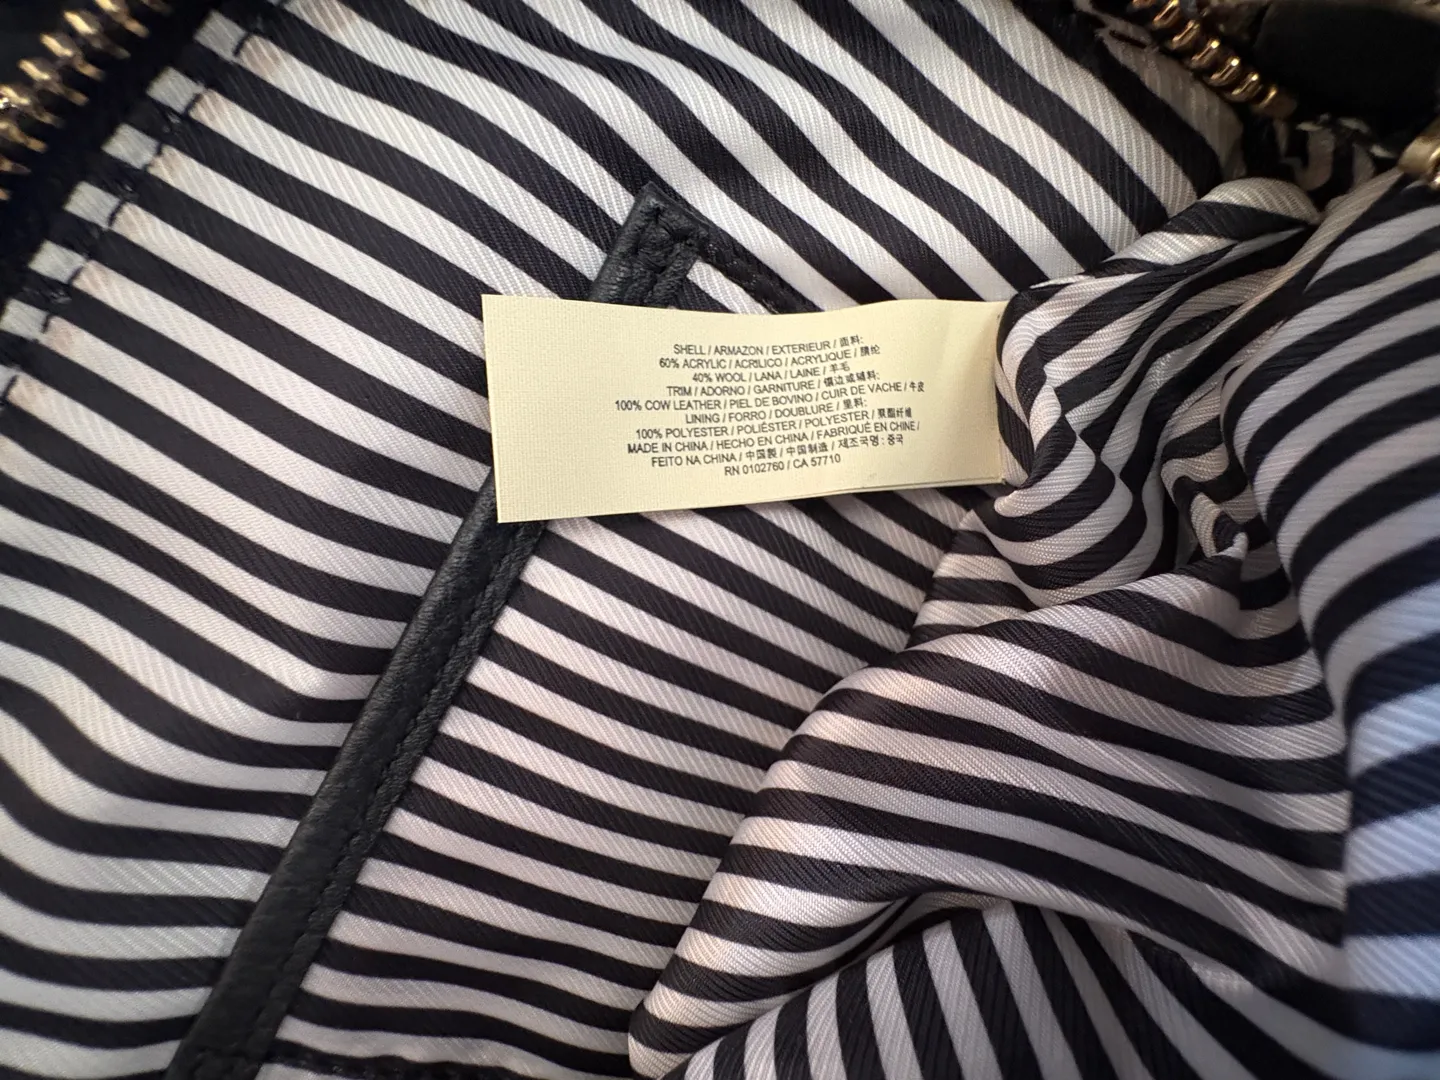 SHELL / ARMAZON / EXTERIEUR / 面料:
60% ACRYLIC / ACRILICO / ACRYLIQUE / 腈纶
40% WOOL / LANA / LAINE / 羊毛
TRIM / ADORNO / GARNITURE / 镶边或辅料:
100% COW LEATHER / PIEL DE BOVINO / CUIR DE VACHE / 牛皮
LINING / FORRO / DOUBLURE / 里料:
100% POLYESTER / POLIÉSTER / POLYESTER / 聚酯纤维
MADE IN CHINA / HECHO EN CHINA / FABRIQUÉ EN CHINE /
FEITO NA CHINA / 中国製 / 中国制造 / 제조국명 : 중국
RN 0102760 / CA 57710